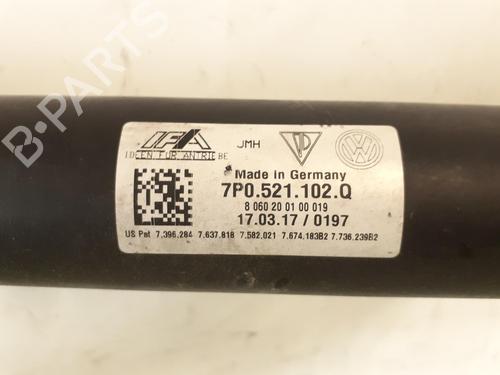 IFA
IDEEN FÜR ANTRIEBE
JMH
Made in Germany
7P0.521.102.Q
8 060 20 0 1 00 019
17.03.17 / 0197
US Pat 7.396.284 7.637.818 7.582.021 7.674.183B2 7.736.239B2
B-PARTS